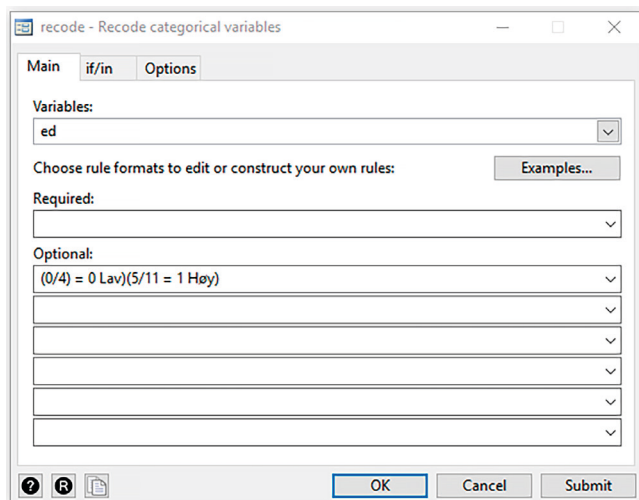 recode - Recode categorical variables
Main if/in Options
Variables:
ed
Choose rule formats to edit or construct your own rules: Examples...
Required:
Optional:
(0/4) = 0 Lav)(5/11 = 1 Høy)
? R OK Cancel Submit